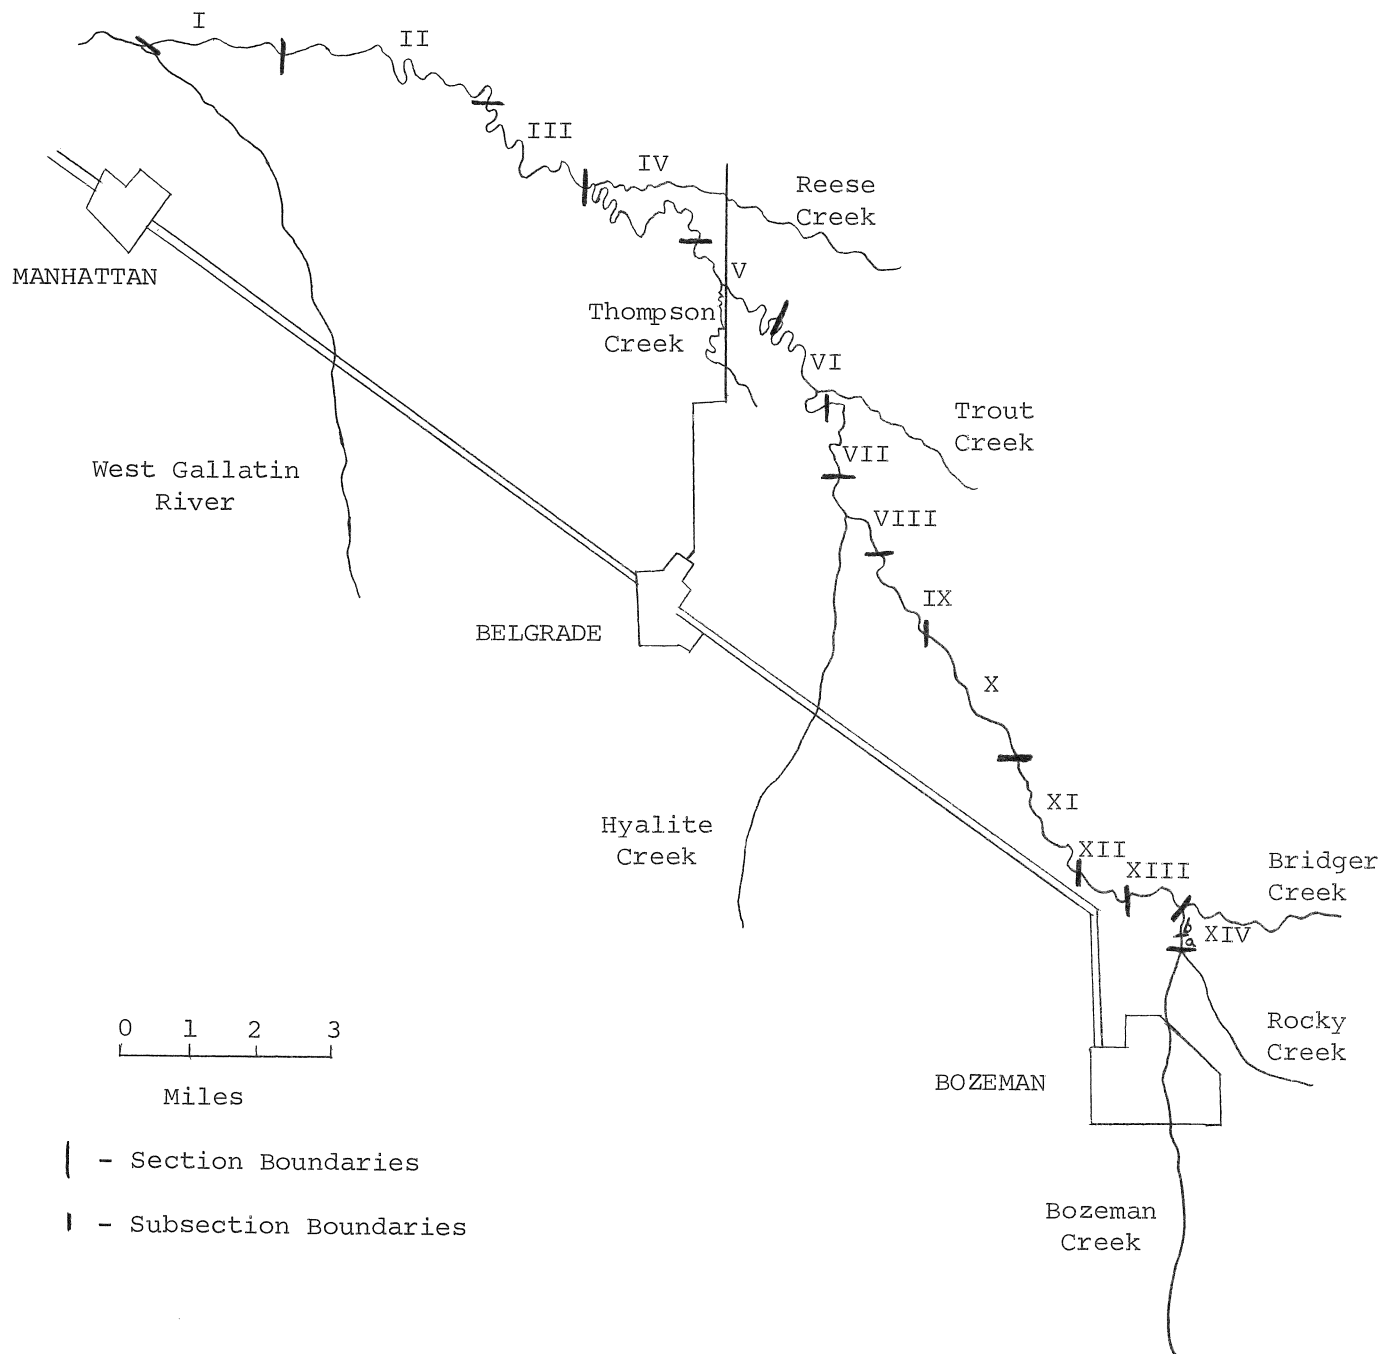 I
II
III
IV
Reese
Creek
MANHATTAN
V
Thompson
Creek
VI
Trout
Creek
VII
West Gallatin
River
VIII
IX
BELGRADE
X
XI
Hyalite
Creek
XII
XIII
Bridger
Creek
b
a
XIV
0 1 2 3
Miles
Rocky
Creek
BOZEMAN
- Section Boundaries
- Subsection Boundaries
Bozeman
Creek